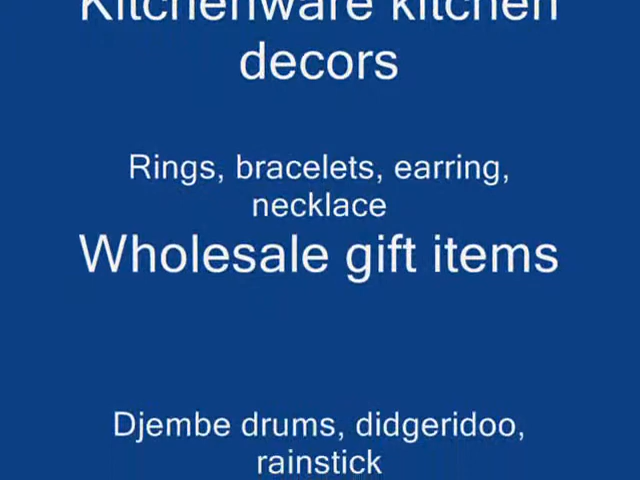 Kitchenware kitchen
decors
Rings, bracelets, earring,
necklace
Wholesale gift items
Djembe drums, didgeridoo,
rainstick